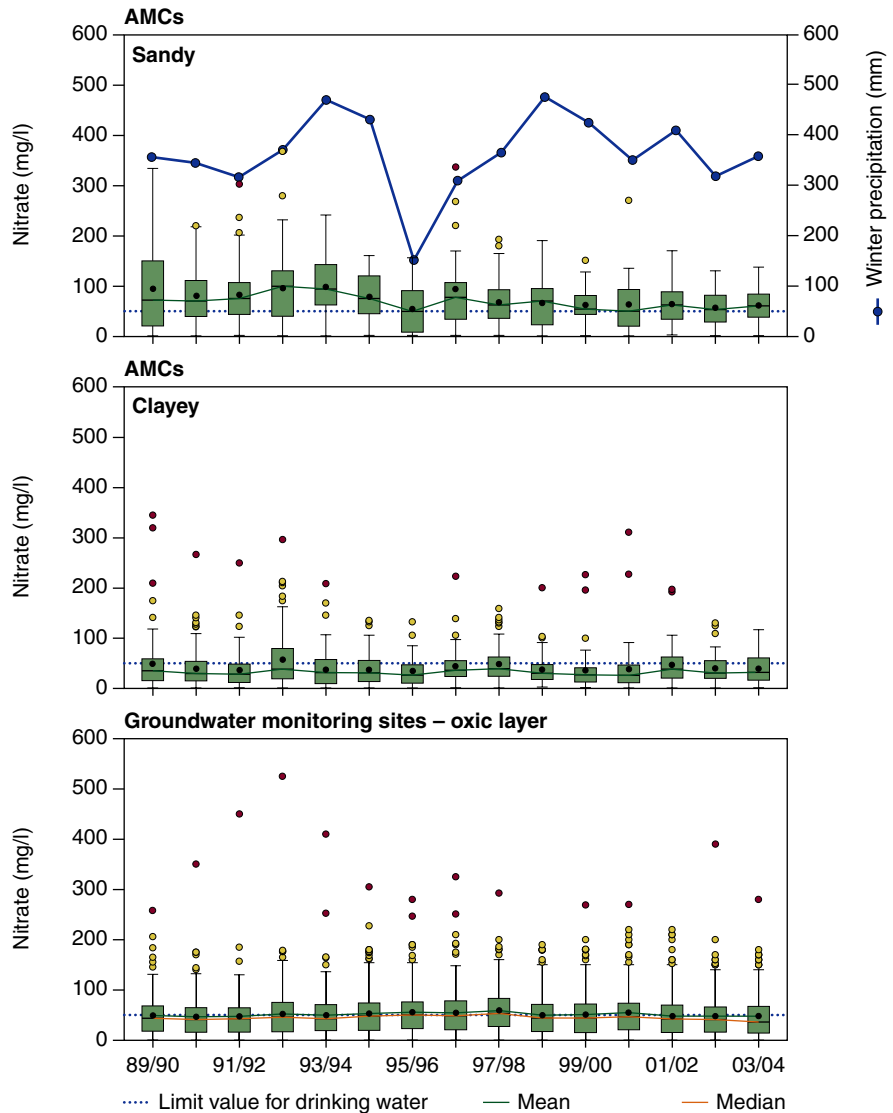 AMCs
600
500
400
300
200
100
0
Sandy
Nitrate (mg/l)
600
500
400
300
200
100
0
Winter precipitation (mm)
AMCs
600
500
400
300
200
100
0
Clayey
Nitrate (mg/l)
Groundwater monitoring sites – oxic layer
600
500
400
300
200
100
0
Nitrate (mg/l)
89/90 91/92 93/94 95/96 97/98 99/00 01/02 03/04
Limit value for drinking water Mean Median